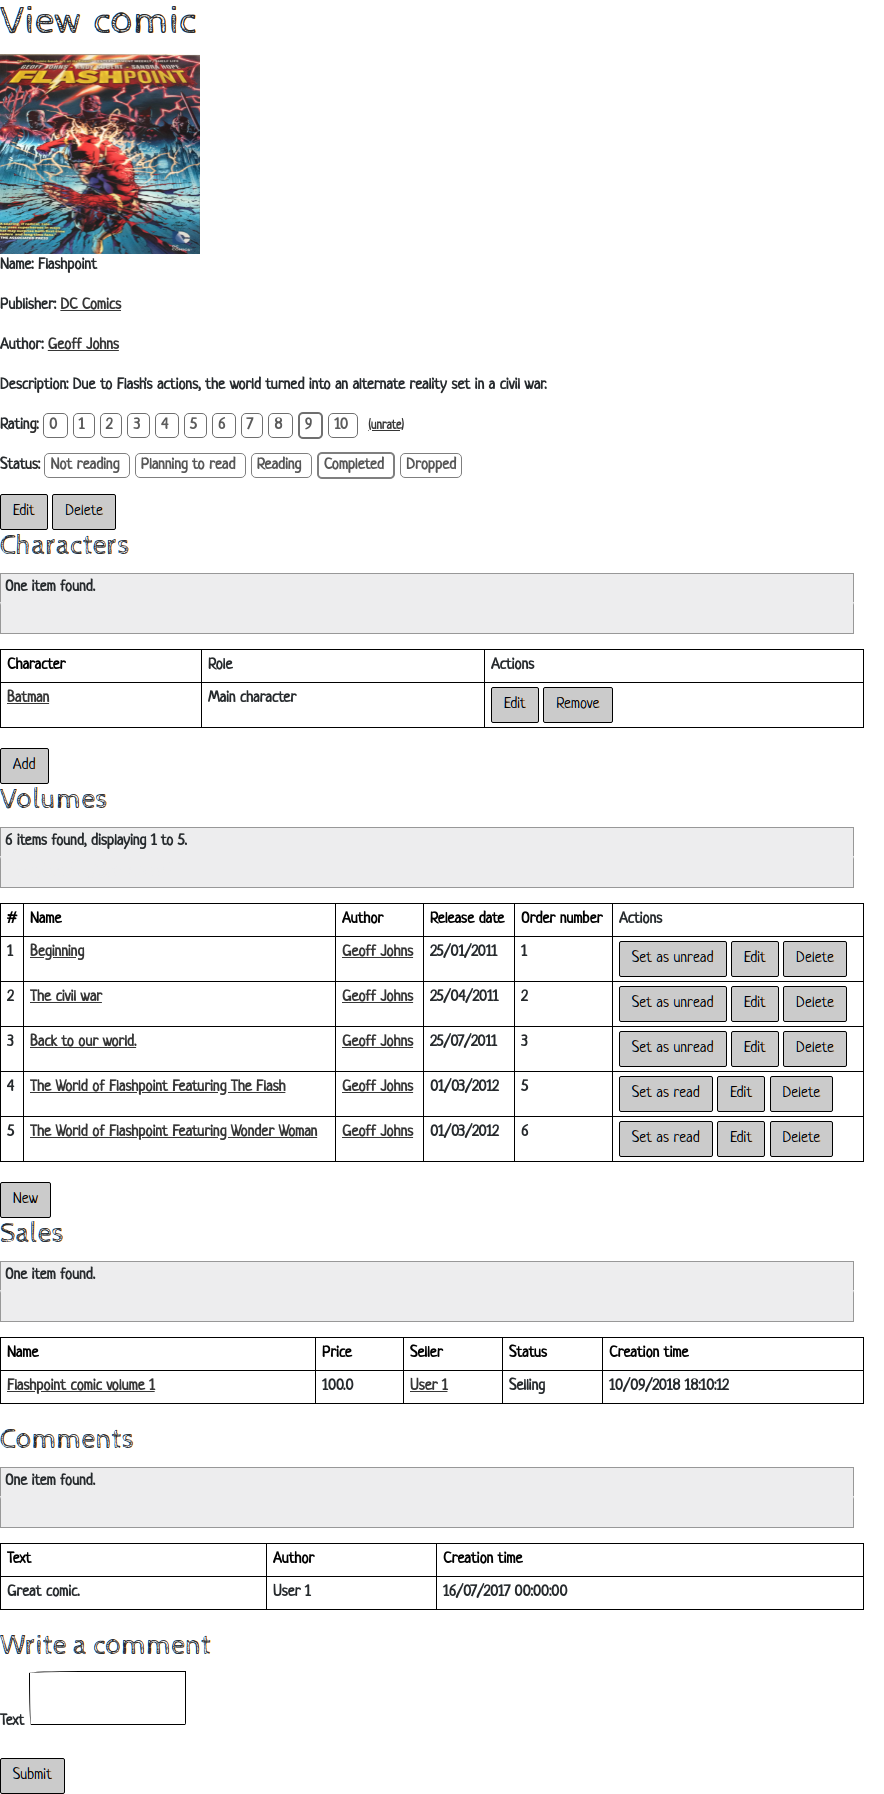 View comic
GEOFF JOHNS · ANDY KUBERT · SANDRA HOPE
FLASHPOINT
Name: Flashpoint
Publisher: DC Comics
Author: Geoff Johns
Description: Due to Flash's actions, the world turned into an alternate reality set in a civil war.
Rating: 0 1 2 3 4 5 6 7 8 9 10 (unrate)
Status: Not reading Planning to read Reading Completed Dropped
Edit Delete
Characters
One item found.
Character Role Actions
Batman Main character Edit Remove
Add
Volumes
6 items found, displaying 1 to 5.
# Name Author Release date Order number Actions
1 Beginning Geoff Johns 25/01/2011 1 Set as unread Edit Delete
2 The civil war Geoff Johns 25/04/2011 2 Set as unread Edit Delete
3 Back to our world. Geoff Johns 25/07/2011 3 Set as unread Edit Delete
4 The World of Flashpoint Featuring The Flash Geoff Johns 01/03/2012 5 Set as read Edit Delete
5 The World of Flashpoint Featuring Wonder Woman Geoff Johns 01/03/2012 6 Set as read Edit Delete
New
Sales
One item found.
Name Price Seller Status Creation time
Flashpoint comic volume 1 100.0 User 1 Selling 10/09/2018 18:10:12
Comments
One item found.
Text Author Creation time
Great comic. User 1 16/07/2017 00:00:00
Write a comment
Text
Submit